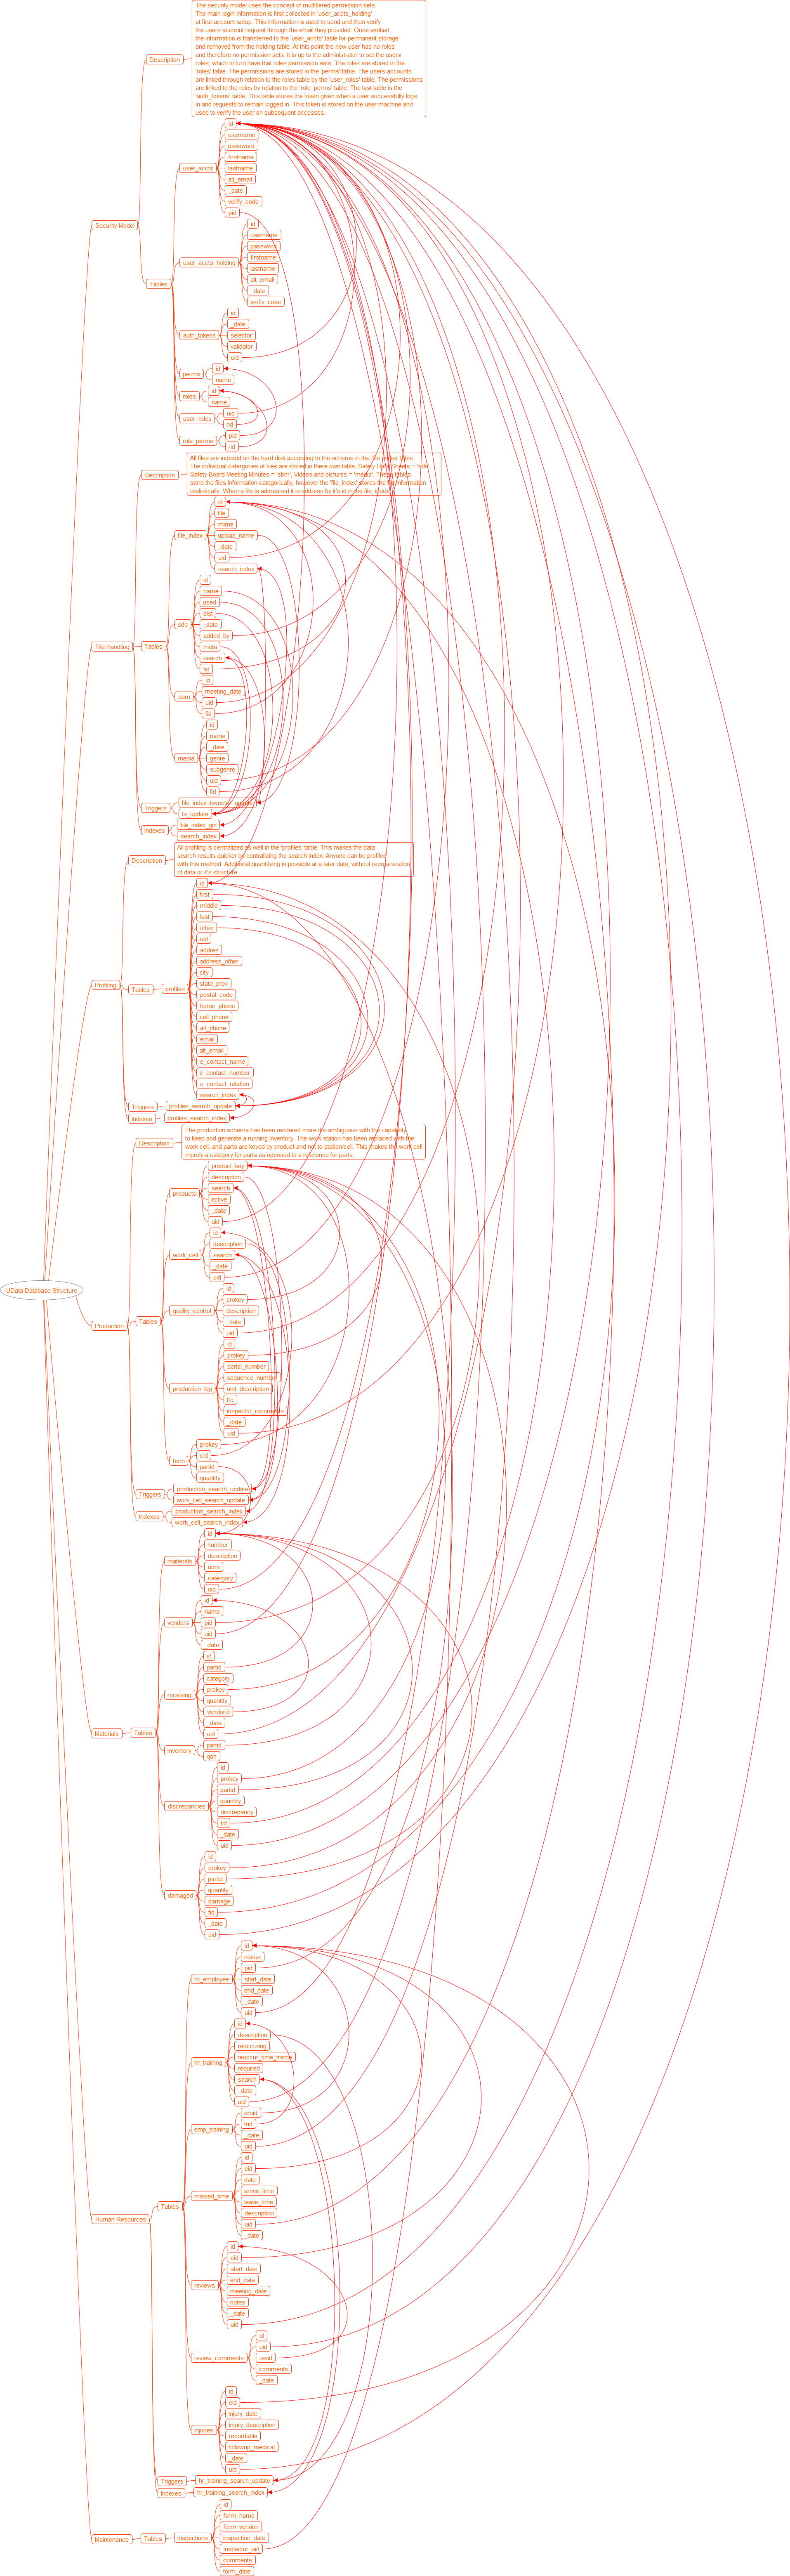 The security model uses the concept of multitiered permission sets.
The main login information is first collected in 'user_accts_holding'
at first account setup. This information is used to send and then verify
the users account request through the email they provided. Once verified,
the information is transferred to the 'user_accts' table for permanent storage
and removed from the holding table. At this point the new user has no roles
and therefore no permission sets. It is up to the administrator to set the users
roles, which in turn have that roles permission sets. The roles are stored in the
'roles' table. The permissions are stored in the 'perms' table. The users accounts
are linked through relation to the roles table by the 'user_roles' table. The permissions
are linked to the roles by relation to the 'role_perms' table. The last table is the
'auth_tokens' table. This table stores the token given when a user successfully logs
in and requests to remain logged in. This token is stored on the user machine and
used to verify the user on subsequent accesses.
Description
id
username
password
firstname
lastname
alt_email
_date
verify_code
pid
user_accts
Security Model
id
username
password
firstname
lastname
alt_email
_date
verfiy_code
user_accts_holding
Tables
id
_date
selector
validator
uid
auth_tokens
id
name
perms
id
name
roles
uid
rid
user_roles
pid
rid
role_perms
All files are indexed on the hard disk according to the scheme in the 'file_index' table.
The individual catergories of files are stored in there own table, Safety Data Sheets = 'sds',
Safety Board Meeting Minutes = 'sbm', Videos and pictures = 'media'. These tables
store the files information categorically, however the 'file_index' stores the file information
realistically. When a file is addressed it is address by it's id in the file_index.
Description
id
file
mime
upload_name
_date
uid
search_index
file_index
id
name
used
dist
_date
added_by
meta
search
fid
sds
File Handling
Tables
id
meeting_date
uid
fid
sbm
id
name
_date
genre
subgenre
uid
fid
media
Triggers
file_index_tsvector_update
ts_update
Indexes
file_index_gin
search_index
All profiling is centralized as well in the 'profiles' table. This makes the data
search results quicker by centralizing the search index. Anyone can be profiled
with this method. Additional quantifying is possible at a later date, without reorganization
of data or it's structure.
Description
id
first
middle
last
other
uid
addres
address_other
city
state_prov
postal_code
home_phone
cell_phone
alt_phone
email
alt_email
e_contact_name
e_contact_number
e_contact_relation
search_index
Profiling
Tables
profiles
Triggers
profiles_search_update
Indexes
profiles_search_index
The production schema has been rendered more dis-ambiguous with the capability
to keep and generate a running inventory. The work station has been replaced with the
work cell, and parts are keyed by product and not to station/cell. This makes the work cell
merely a category for parts as opposed to a reference for parts.
Description
product_key
description
search
active
_date
uid
products
id
description
search
_date
uid
work_cell
UData Database Structure
Production
Tables
id
prokey
description
_date
uid
quality_control
id
prokey
serial_number
sequence_number
unit_description
ftc
inspector_comments
_date
uid
production_log
prokey
cid
partid
quantity
bom
Triggers
production_search_update
work_cell_search_update
Indexes
production_search_index
work_cell_search_index
id
number
description
uom
catergory
uid
materials
id
name
pid
uid
_date
vendors
id
partid
category
prokey
quantity
vendorid
_date
uid
receiving
Materials
Tables
partid
qoh
inventory
id
prokey
partid
quantity
discrepancy
fid
_date
uid
discrepancies
id
prokey
partid
quantity
damage
fid
_date
uid
damaged
id
status
pid
start_date
end_date
_date
uid
hr_employee
id
description
reoccuring
reoccur_time_frame
required
search
_date
uid
hr_training
emid
trid
_date
uid
emp_training
Human Resources
Tables
id
eid
date
arrive_time
leave_time
description
uid
_date
missed_time
id
eid
start_date
end_date
meeting_date
notes
_date
uid
reviews
id
uid
revid
comments
_date
review_comments
id
eid
injury_date
injury_description
recordable
followup_medical
_date
uid
injuries
Triggers
hr_training_search_update
Indexes
hr_training_search_index
id
form_name
form_version
inspection_date
inspector_uid
comments
form_date
Maintenance
Tables
inspections